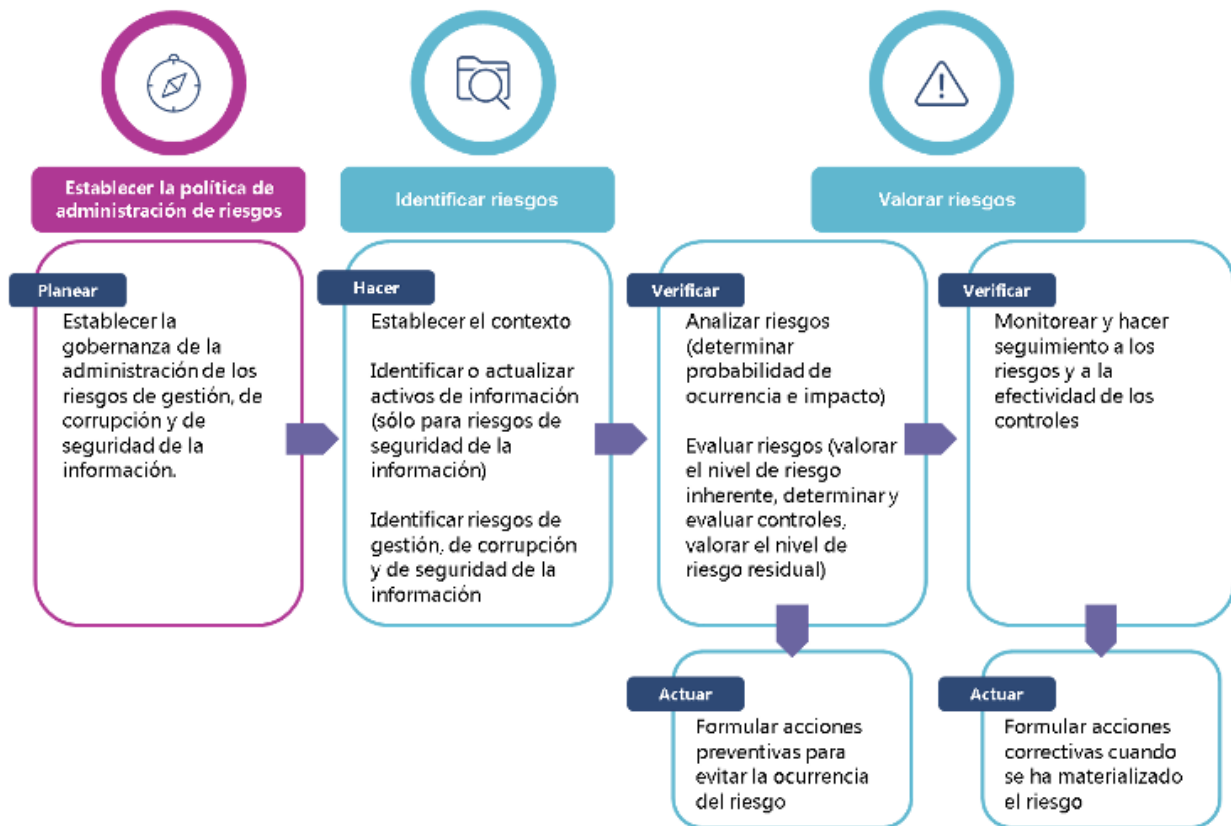 Establecer la política de
administración de riesgos
Identificar riesgos
Valorar riesgos
Planear
Establecer la
gobernanza de la
administración de los
riesgos de gestión, de
corrupción y de
seguridad de la
información.
Hacer
Establecer el contexto
Identificar o actualizar
activos de información
(sólo para riesgos de
seguridad de la
información)
Identificar riesgos de
gestión, de corrupción
y de seguridad de la
información
Verificar
Analizar riesgos
(determinar
probabilidad de
ocurrencia e impacto)
Evaluar riesgos (valorar
el nivel de riesgo
inherente, determinar y
evaluar controles,
valorar el nivel de
riesgo residual)
Verificar
Monitorear y hacer
seguimiento a los
riesgos y a la
efectividad de los
controles
Actuar
Formular acciones
preventivas para
evitar la ocurrencia
del riesgo
Actuar
Formular acciones
correctivas cuando
se ha materializado
el riesgo